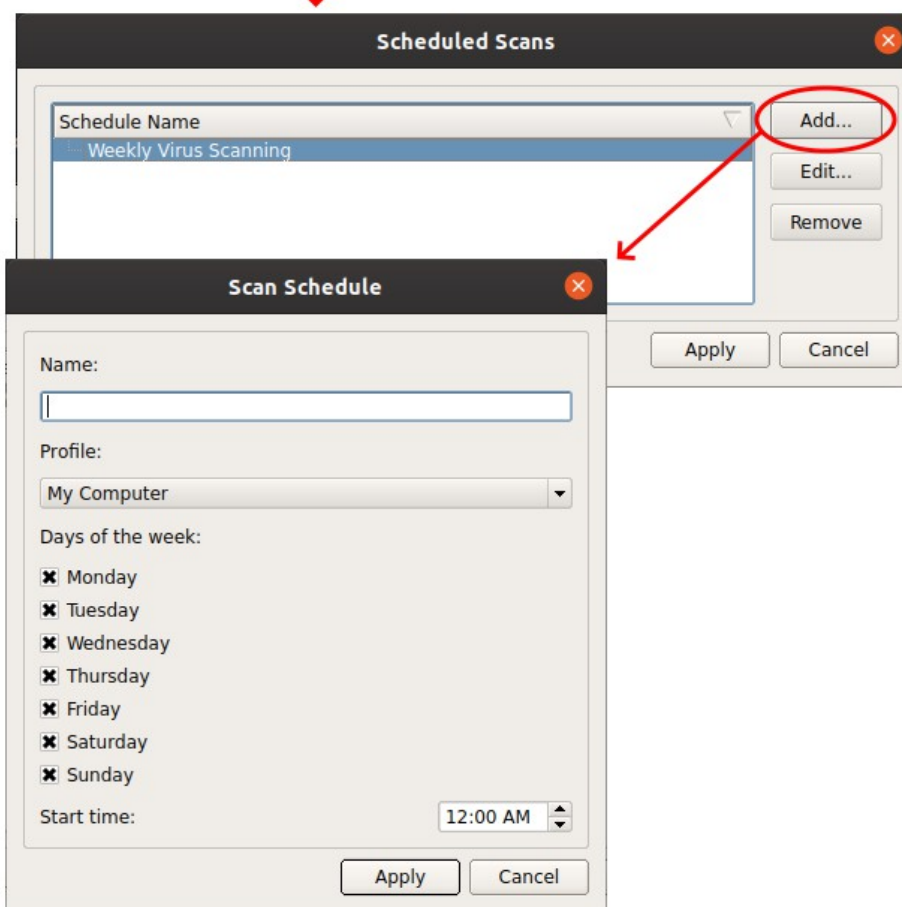 Scheduled Scans
Schedule Name
Add...
Weekly Virus Scanning
Edit...
Remove
Apply
Cancel
Scan Schedule
Name:
Profile:
My Computer
Days of the week:
Monday
Tuesday
Wednesday
Thursday
Friday
Saturday
Sunday
Start time:
12:00 AM
Apply
Cancel